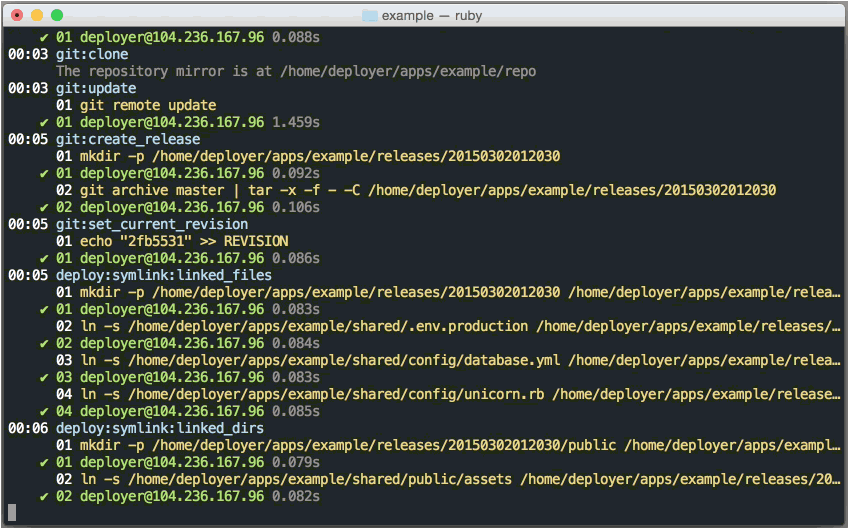 example — ruby
✔ 01 deployer@104.236.167.96 0.088s
00:03 git:clone
The repository mirror is at /home/deployer/apps/example/repo
00:03 git:update
01 git remote update
✔ 01 deployer@104.236.167.96 1.459s
00:05 git:create_release
01 mkdir -p /home/deployer/apps/example/releases/20150302012030
✔ 01 deployer@104.236.167.96 0.092s
02 git archive master | tar -x -f - -C /home/deployer/apps/example/releases/20150302012030
✔ 02 deployer@104.236.167.96 0.106s
00:05 git:set_current_revision
01 echo "2fb5531" >> REVISION
✔ 01 deployer@104.236.167.96 0.086s
00:05 deploy:symlink:linked_files
01 mkdir -p /home/deployer/apps/example/releases/20150302012030 /home/deployer/apps/example/relea…
✔ 01 deployer@104.236.167.96 0.083s
02 ln -s /home/deployer/apps/example/shared/.env.production /home/deployer/apps/example/releases/…
✔ 02 deployer@104.236.167.96 0.084s
03 ln -s /home/deployer/apps/example/shared/config/database.yml /home/deployer/apps/example/relea…
✔ 03 deployer@104.236.167.96 0.083s
04 ln -s /home/deployer/apps/example/shared/config/unicorn.rb /home/deployer/apps/example/release…
✔ 04 deployer@104.236.167.96 0.085s
00:06 deploy:symlink:linked_dirs
01 mkdir -p /home/deployer/apps/example/releases/20150302012030/public /home/deployer/apps/exampl…
✔ 01 deployer@104.236.167.96 0.079s
02 ln -s /home/deployer/apps/example/shared/public/assets /home/deployer/apps/example/releases/20…
✔ 02 deployer@104.236.167.96 0.082s